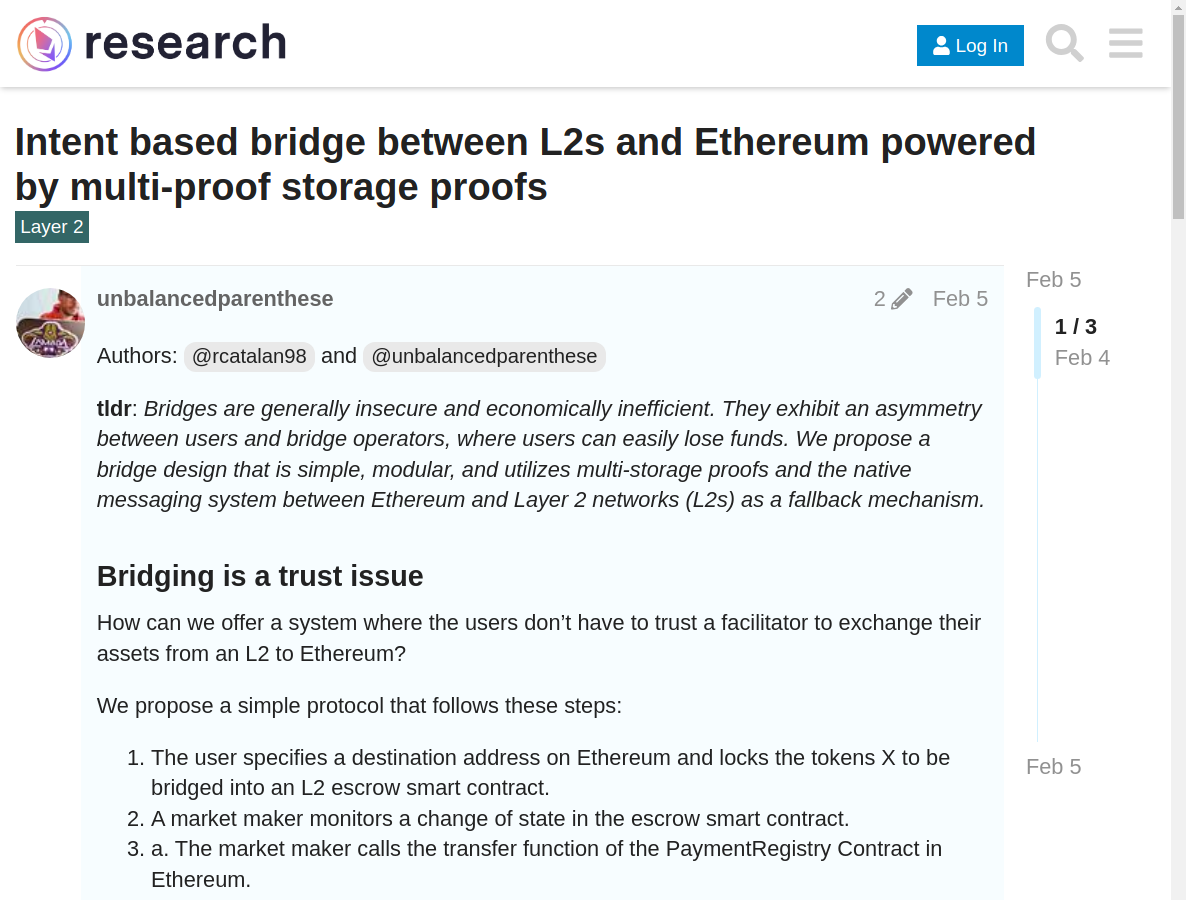 research
Log In
Intent based bridge between L2s and Ethereum powered
by multi-proof storage proofs
Layer 2
unbalancedparenthese
2
Feb 5
Feb 5
1 / 3
Feb 4
Authors: @rcatalan98 and @unbalancedparenthese
tldr: Bridges are generally insecure and economically inefficient. They exhibit an asymmetry
between users and bridge operators, where users can easily lose funds. We propose a
bridge design that is simple, modular, and utilizes multi-storage proofs and the native
messaging system between Ethereum and Layer 2 networks (L2s) as a fallback mechanism.
Bridging is a trust issue
How can we offer a system where the users don’t have to trust a facilitator to exchange their
assets from an L2 to Ethereum?
We propose a simple protocol that follows these steps:
1. The user specifies a destination address on Ethereum and locks the tokens X to be
bridged into an L2 escrow smart contract.
2. A market maker monitors a change of state in the escrow smart contract.
3. a. The market maker calls the transfer function of the PaymentRegistry Contract in
Ethereum.
Feb 5